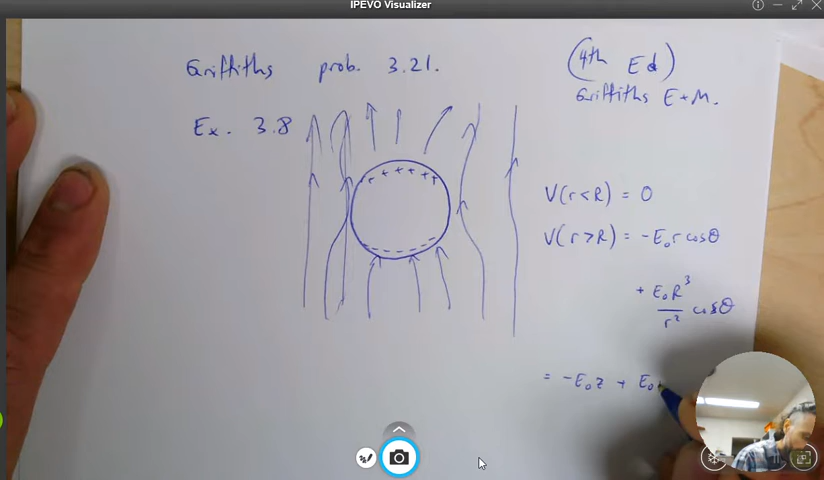 IPEVO Visualizer
Griffiths prob. 3.21.
(4th Ed)
Griffiths E+M.
Ex. 3.8
+ + + + + + +
V(r<R) = 0
V(r>R) = -E₀r cosθ
+ E₀R³/r² cosθ
= -E₀z + E₀